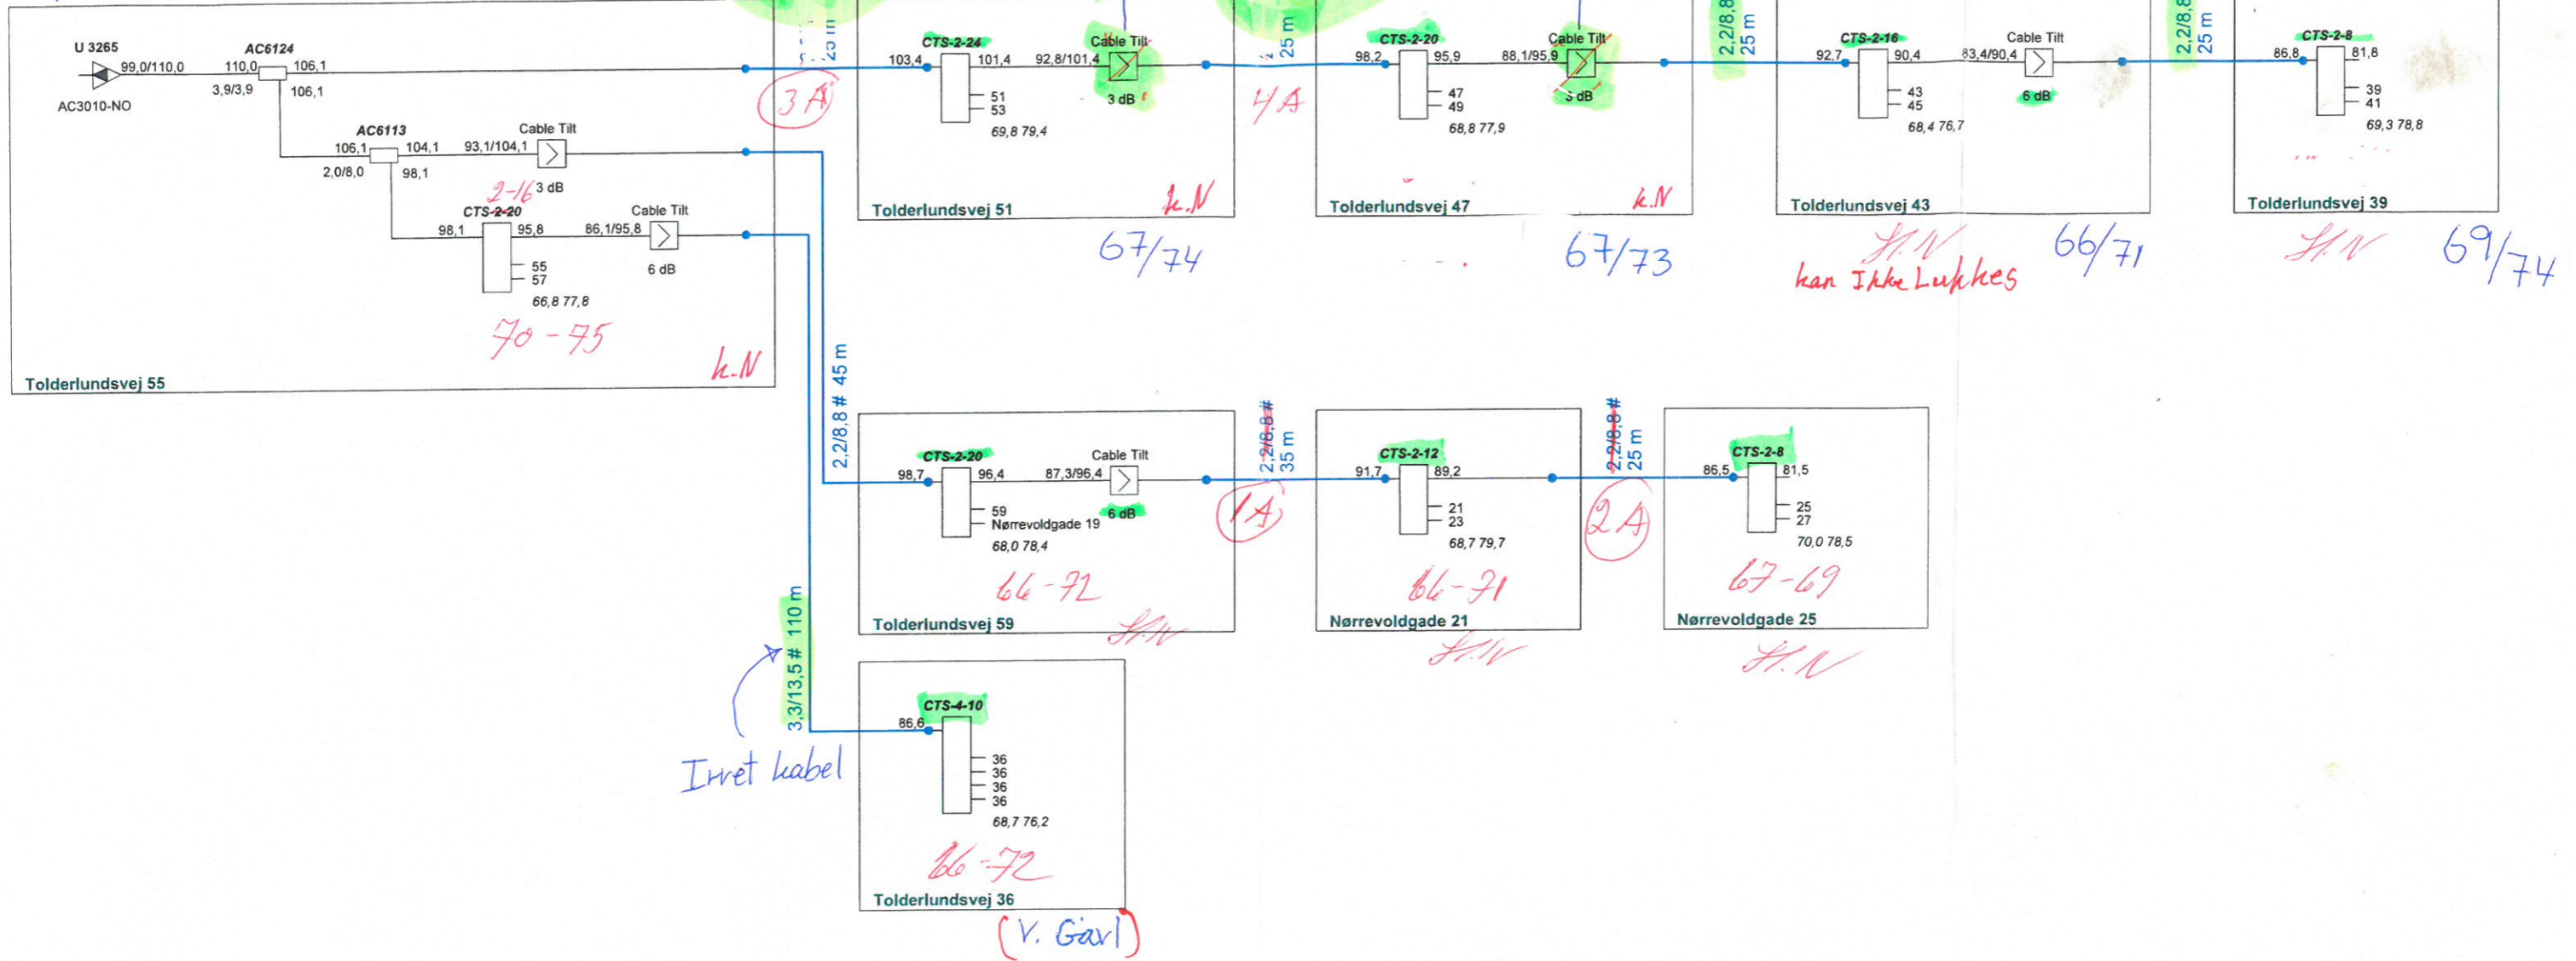 U 3265
99,0/110,0
AC3010-NO
AC6124
110,0
106,1
3,9/3,9
106,1
AC6113
106,1
104,1
2,0/8,0
98,1
93,1/104,1
Cable Tilt
3 dB
2-16
CTS-2-20
98,1
95,8
86,1/95,8
Cable Tilt
6 dB
55
57
66,8 77,8
70-75
k.N
Tolderlundsvej 55
25 m
3A
CTS-2-24
103,4
101,4
92,8/101,4
Cable Tilt
3 dB
51
53
69,8 79,4
Tolderlundsvej 51
k.N
67/74
25 m
4A
CTS-2-20
98,2
95,9
88,1/95,9
Cable Tilt
3 dB
47
49
68,8 77,9
Tolderlundsvej 47
k.N
67/73
2,2/8,8
25 m
CTS-2-16
92,7
90,4
83,4/90,4
Cable Tilt
6 dB
43
45
68,4 76,7
Tolderlundsvej 43
H.N
kan Ikke Lukkes
66/71
2,2/8,8
25 m
CTS-2-8
86,8
81,8
39
41
69,3 78,8
Tolderlundsvej 39
H.N
69/74
2,2/8,8 # 45 m
CTS-2-20
98,7
96,4
87,3/96,4
Cable Tilt
6 dB
59
Nørrevoldgade 19
68,0 78,4
66-72
Tolderlundsvej 59
H.N
2,2/8,8 #
35 m
1A
CTS-2-12
91,7
89,2
21
23
68,7 79,7
66-71
Nørrevoldgade 21
H.N
2,2/8,8 #
25 m
2A
CTS-2-8
86,5
81,5
25
27
70,0 78,5
67-69
Nørrevoldgade 25
H.N
3,3/13,5 # 110 m
Irret kabel
CTS-4-10
86,6
36
36
36
36
68,7 76,2
66-72
Tolderlundsvej 36
(V. Gavl)